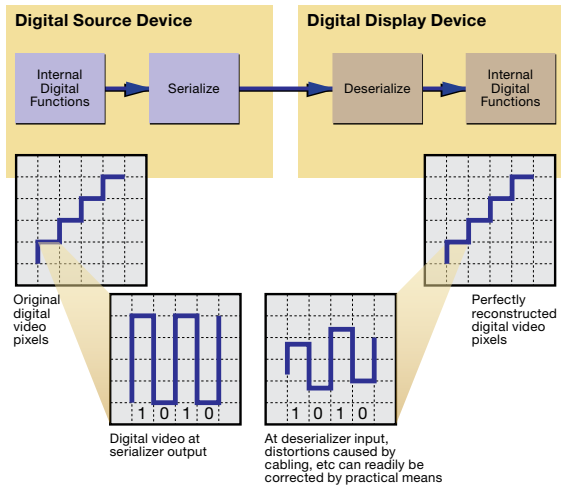 Digital Source Device
Digital Display Device
Internal
Digital
Functions
Serialize
Deserialize
Internal
Digital
Functions
Original
digital
video
pixels
Perfectly
reconstructed
digital video
pixels
1 0 1 0
1 0 1 0
Digital video at
serializer output
At deserializer input,
distortions caused by
cabling, etc can readily be
corrected by practical means